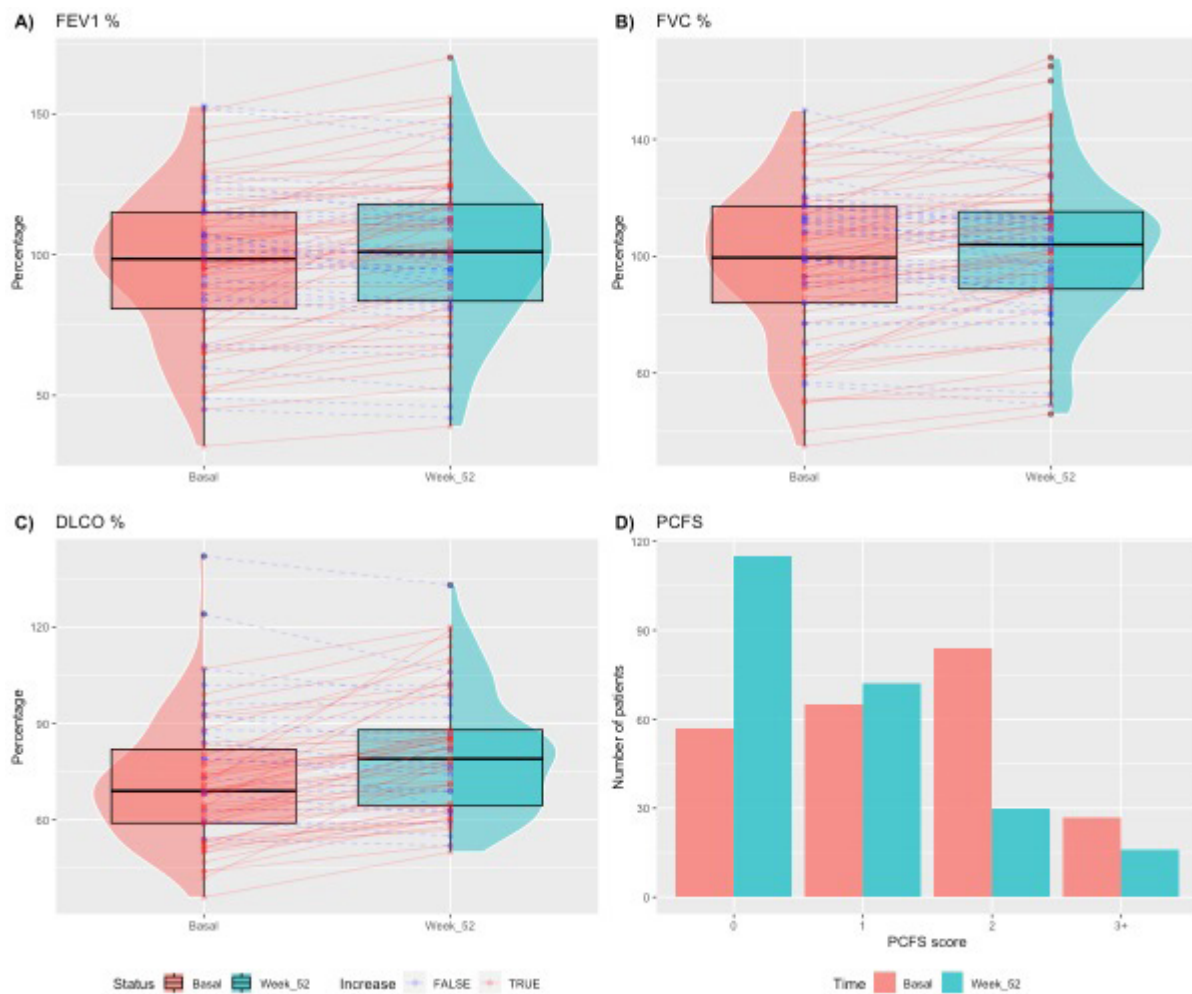 A) FEV1 %
150
100
50
Percentage
Basal
Week_52
B) FVC %
140
100
60
Percentage
Basal
Week_52
C) DLCO %
120
90
60
Percentage
Basal
Week_52
D) PCFS
120
90
60
30
0
Number of patients
0
1
2
3+
PCFS score
Status Basal Week_52 Increase FALSE TRUE
Time Basal Week_52